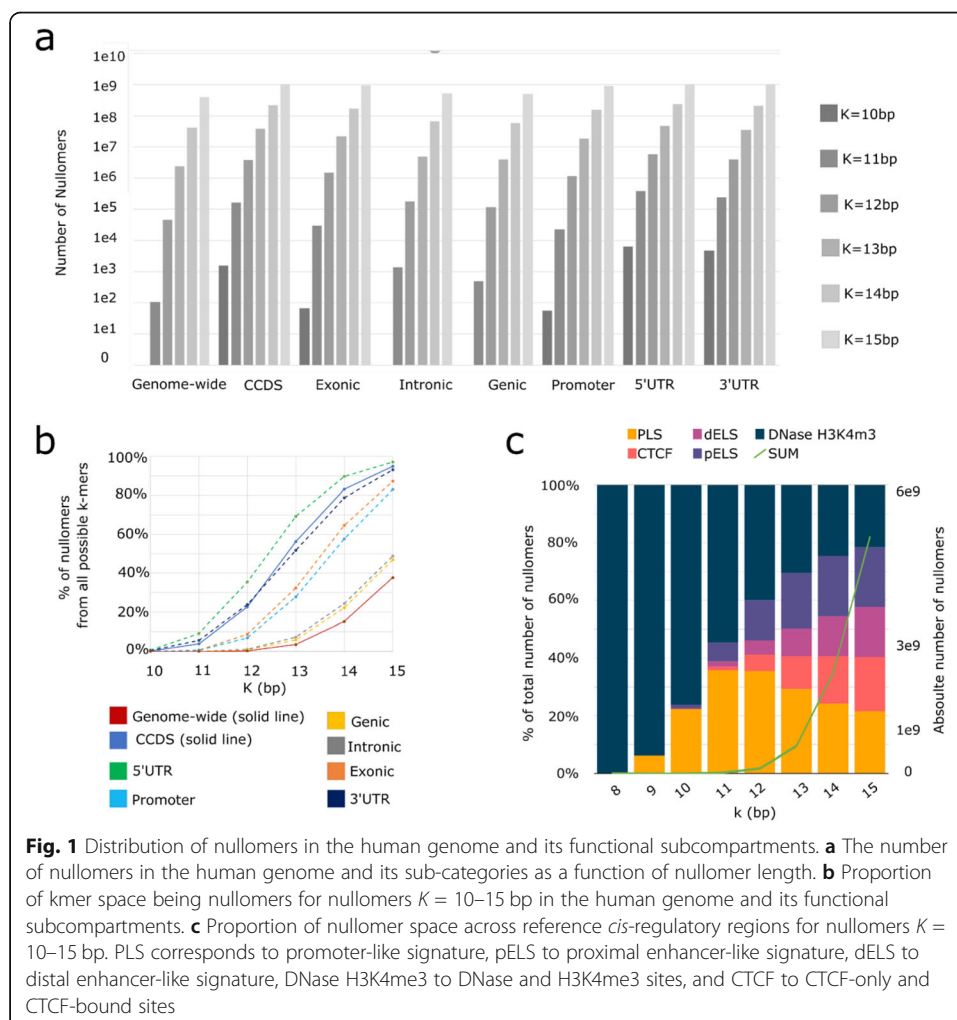 a
Number of Nullomers
1e10
1e9
1e8
1e7
1e6
1e5
1e4
1e3
1e2
1e1
0
Genome-wide CCDS Exonic Intronic Genic Promoter 5'UTR 3'UTR
K=10bp
K=11bp
K=12bp
K=13bp
K=14bp
K=15bp
b
% of nullomers
from all possible k-mers
100%
80%
60%
40%
20%
0%
10 11 12 13 14 15
K (bp)
Genome-wide (solid line)
CCDS (solid line)
5'UTR
Promoter
Genic
Intronic
Exonic
3'UTR
c
PLS dELS DNase H3K4m3
CTCF pELS SUM
% of total number of nullomers
100%
80%
60%
40%
20%
0%
Absoulte number of nullomers
6e9
3e9
1e9
0
8 9 10 11 12 13 14 15
k (bp)
Fig. 1 Distribution of nullomers in the human genome and its functional subcompartments. a The number
of nullomers in the human genome and its sub-categories as a function of nullomer length. b Proportion
of kmer space being nullomers for nullomers K = 10–15 bp in the human genome and its functional
subcompartments. c Proportion of nullomer space across reference cis-regulatory regions for nullomers K =
10–15 bp. PLS corresponds to promoter-like signature, pELS to proximal enhancer-like signature, dELS to
distal enhancer-like signature, DNase H3K4me3 to DNase and H3K4me3 sites, and CTCF to CTCF-only and
CTCF-bound sites